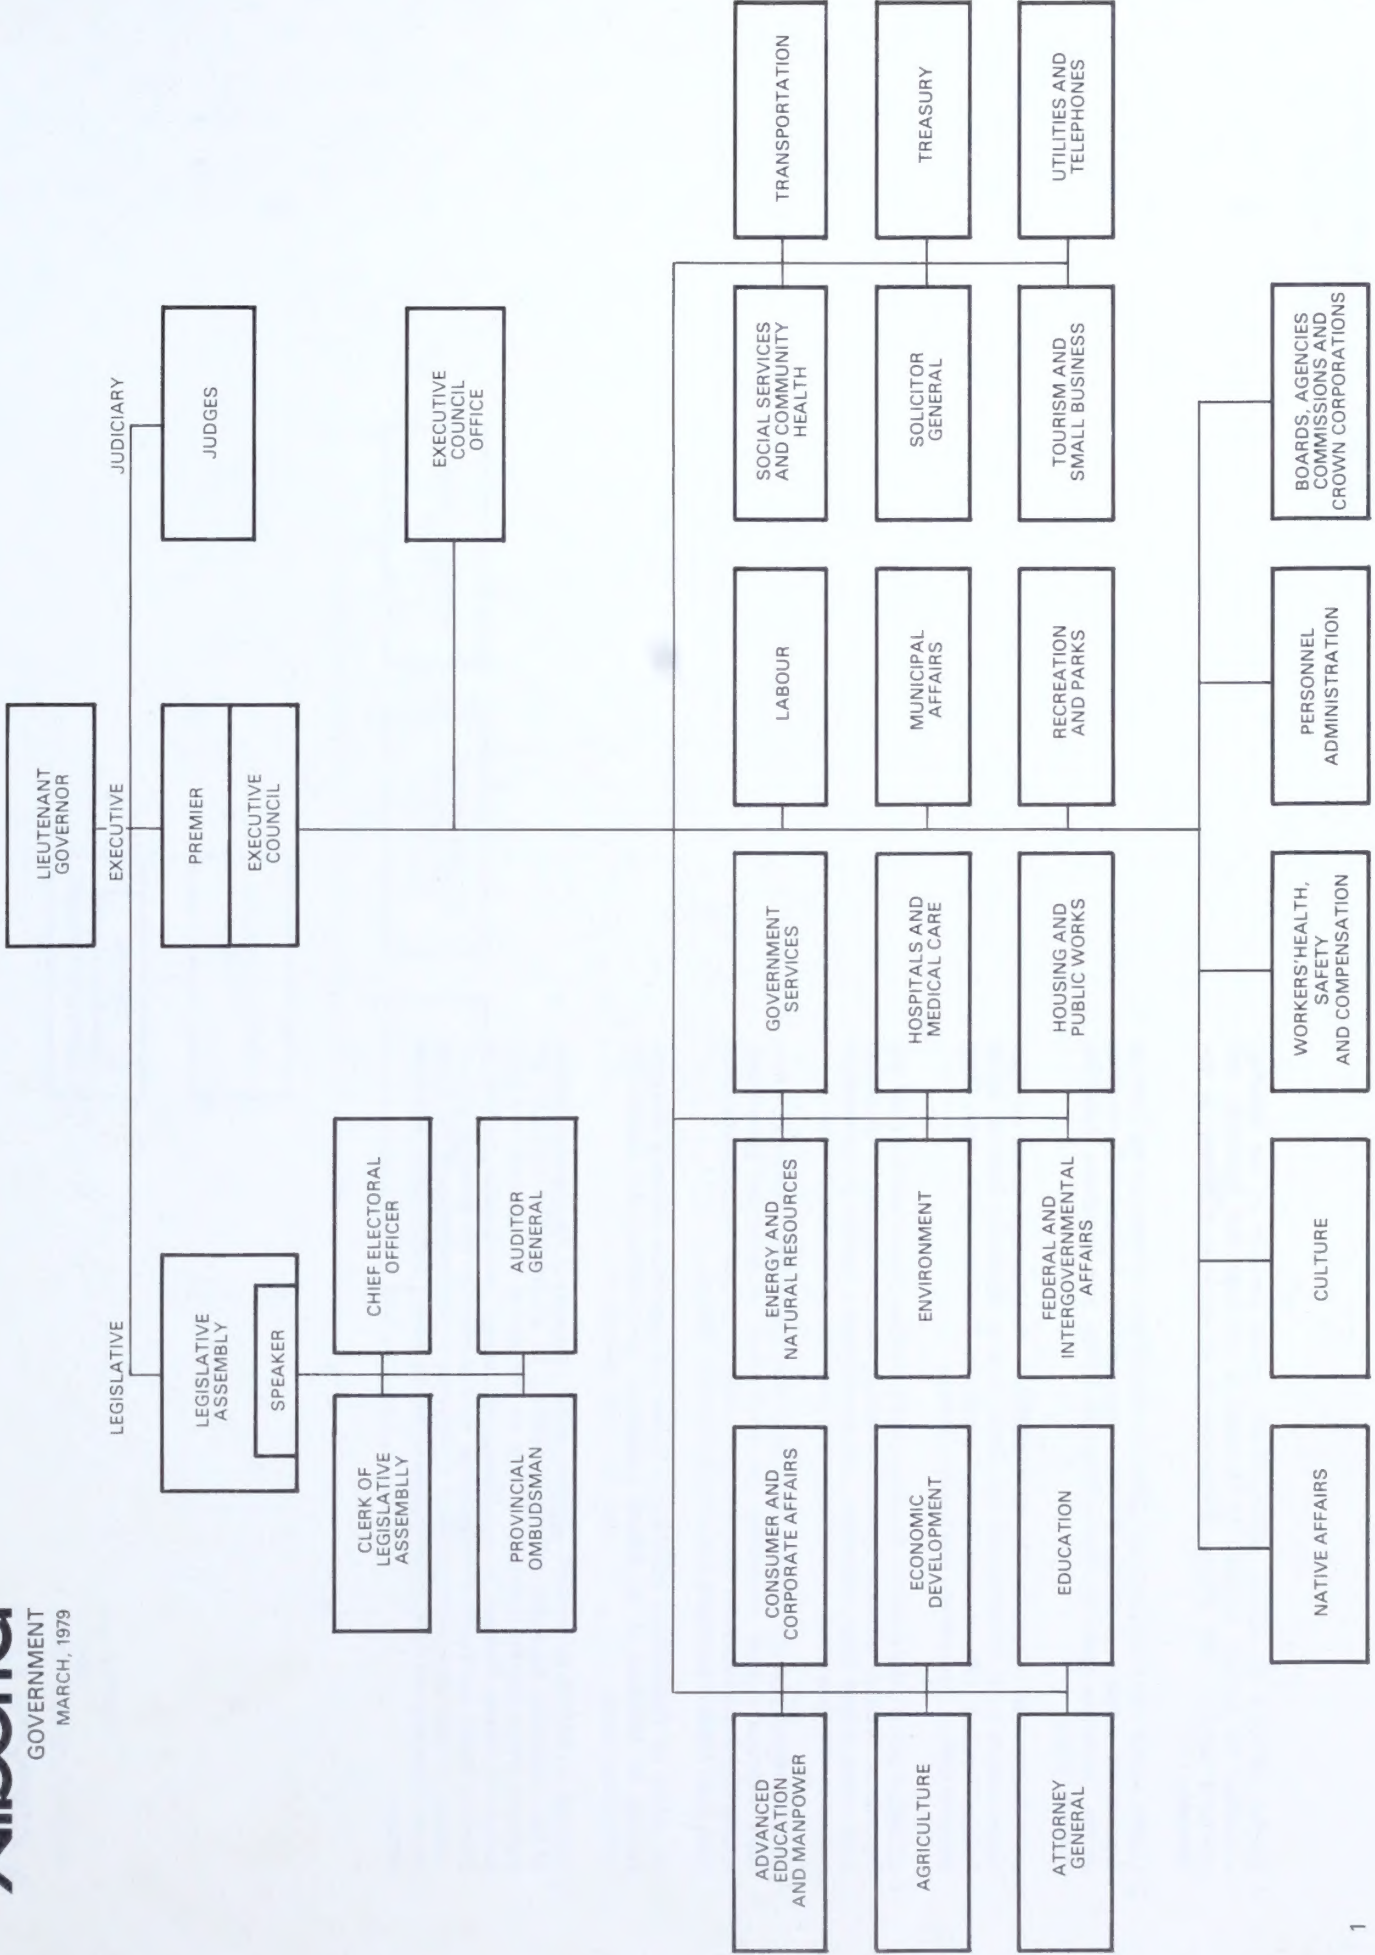 Alberta
GOVERNMENT
MARCH, 1979
LIEUTENANT
GOVERNOR
LEGISLATIVE
EXECUTIVE
JUDICIARY
LEGISLATIVE
ASSEMBLY
SPEAKER
PREMIER
EXECUTIVE
COUNCIL
JUDGES
CLERK OF
LEGISLATIVE
ASSEMBLLY
CHIEF ELECTORAL
OFFICER
PROVINCIAL
OMBUDSMAN
AUDITOR
GENERAL
EXECUTIVE
COUNCIL
OFFICE
ADVANCED
EDUCATION
AND MANPOWER
CONSUMER AND
CORPORATE AFFAIRS
ENERGY AND
NATURAL RESOURCES
GOVERNMENT
SERVICES
LABOUR
SOCIAL SERVICES
AND COMMUNITY
HEALTH
TRANSPORTATION
AGRICULTURE
ECONOMIC
DEVELOPMENT
ENVIRONMENT
HOSPITALS AND
MEDICAL CARE
MUNICIPAL
AFFAIRS
SOLICITOR
GENERAL
TREASURY
ATTORNEY
GENERAL
EDUCATION
FEDERAL AND
INTERGOVERNMENTAL
AFFAIRS
HOUSING AND
PUBLIC WORKS
RECREATION
AND PARKS
TOURISM AND
SMALL BUSINESS
UTILITIES AND
TELEPHONES
NATIVE AFFAIRS
CULTURE
WORKERS' HEALTH,
SAFETY
AND COMPENSATION
PERSONNEL
ADMINISTRATION
BOARDS, AGENCIES
COMMISSIONS AND
CROWN CORPORATIONS
1